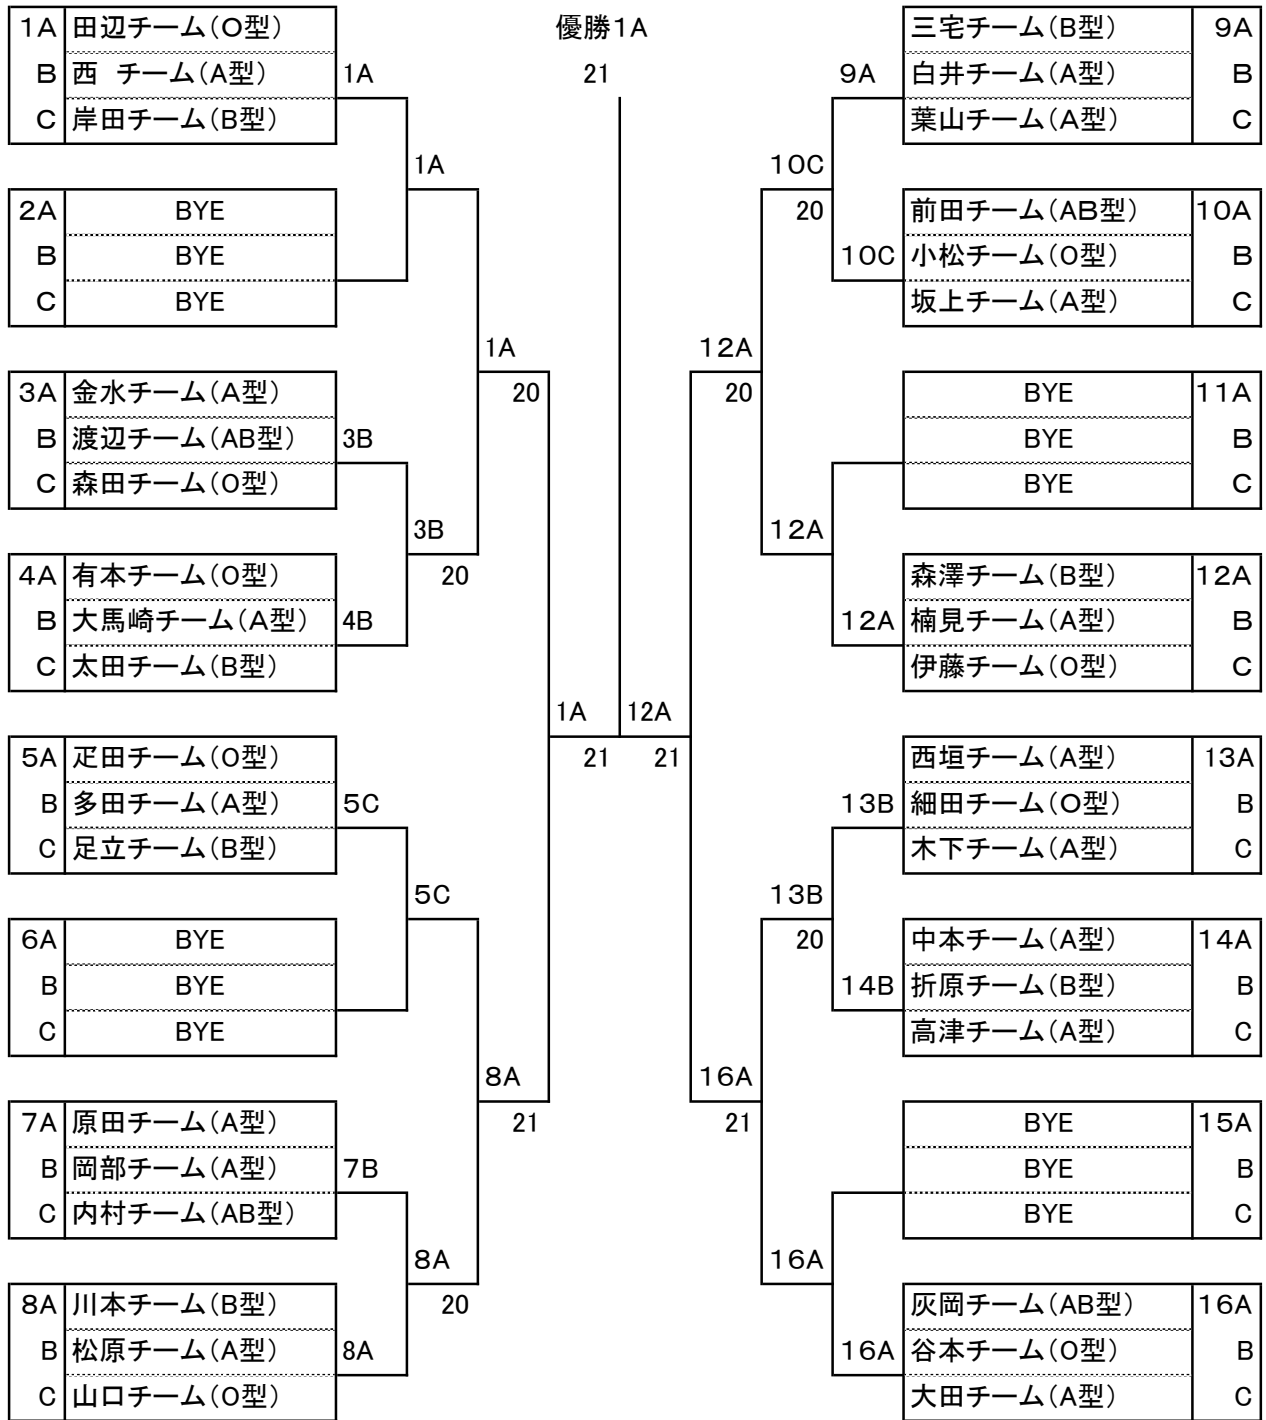 優勝1A
21
1A 田辺チーム(O型)
B 西 チーム(A型)
C 岸田チーム(B型)
1A
1A
2A BYE
B BYE
C BYE
1A
20
3A 金水チーム(A型)
B 渡辺チーム(AB型)
C 森田チーム(O型)
3B
3B
20
4A 有本チーム(O型)
B 大馬崎チーム(A型)
C 太田チーム(B型)
4B
1A
21
5A 疋田チーム(O型)
B 多田チーム(A型)
C 足立チーム(B型)
5C
5C
6A BYE
B BYE
C BYE
8A
21
7A 原田チーム(A型)
B 岡部チーム(A型)
C 内村チーム(AB型)
7B
8A
20
8A 川本チーム(B型)
B 松原チーム(A型)
C 山口チーム(O型)
8A
三宅チーム(B型) 9A
白井チーム(A型) B
葉山チーム(A型) C
9A
10C
20
前田チーム(AB型) 10A
小松チーム(O型) B
坂上チーム(A型) C
10C
12A
20
BYE 11A
BYE B
BYE C
12A
森澤チーム(B型) 12A
楠見チーム(A型) B
伊藤チーム(O型) C
12A
12A
21
西垣チーム(A型) 13A
細田チーム(O型) B
木下チーム(A型) C
13B
13B
20
中本チーム(A型) 14A
折原チーム(B型) B
高津チーム(A型) C
14B
16A
21
BYE 15A
BYE B
BYE C
16A
灰岡チーム(AB型) 16A
谷本チーム(O型) B
大田チーム(A型) C
16A